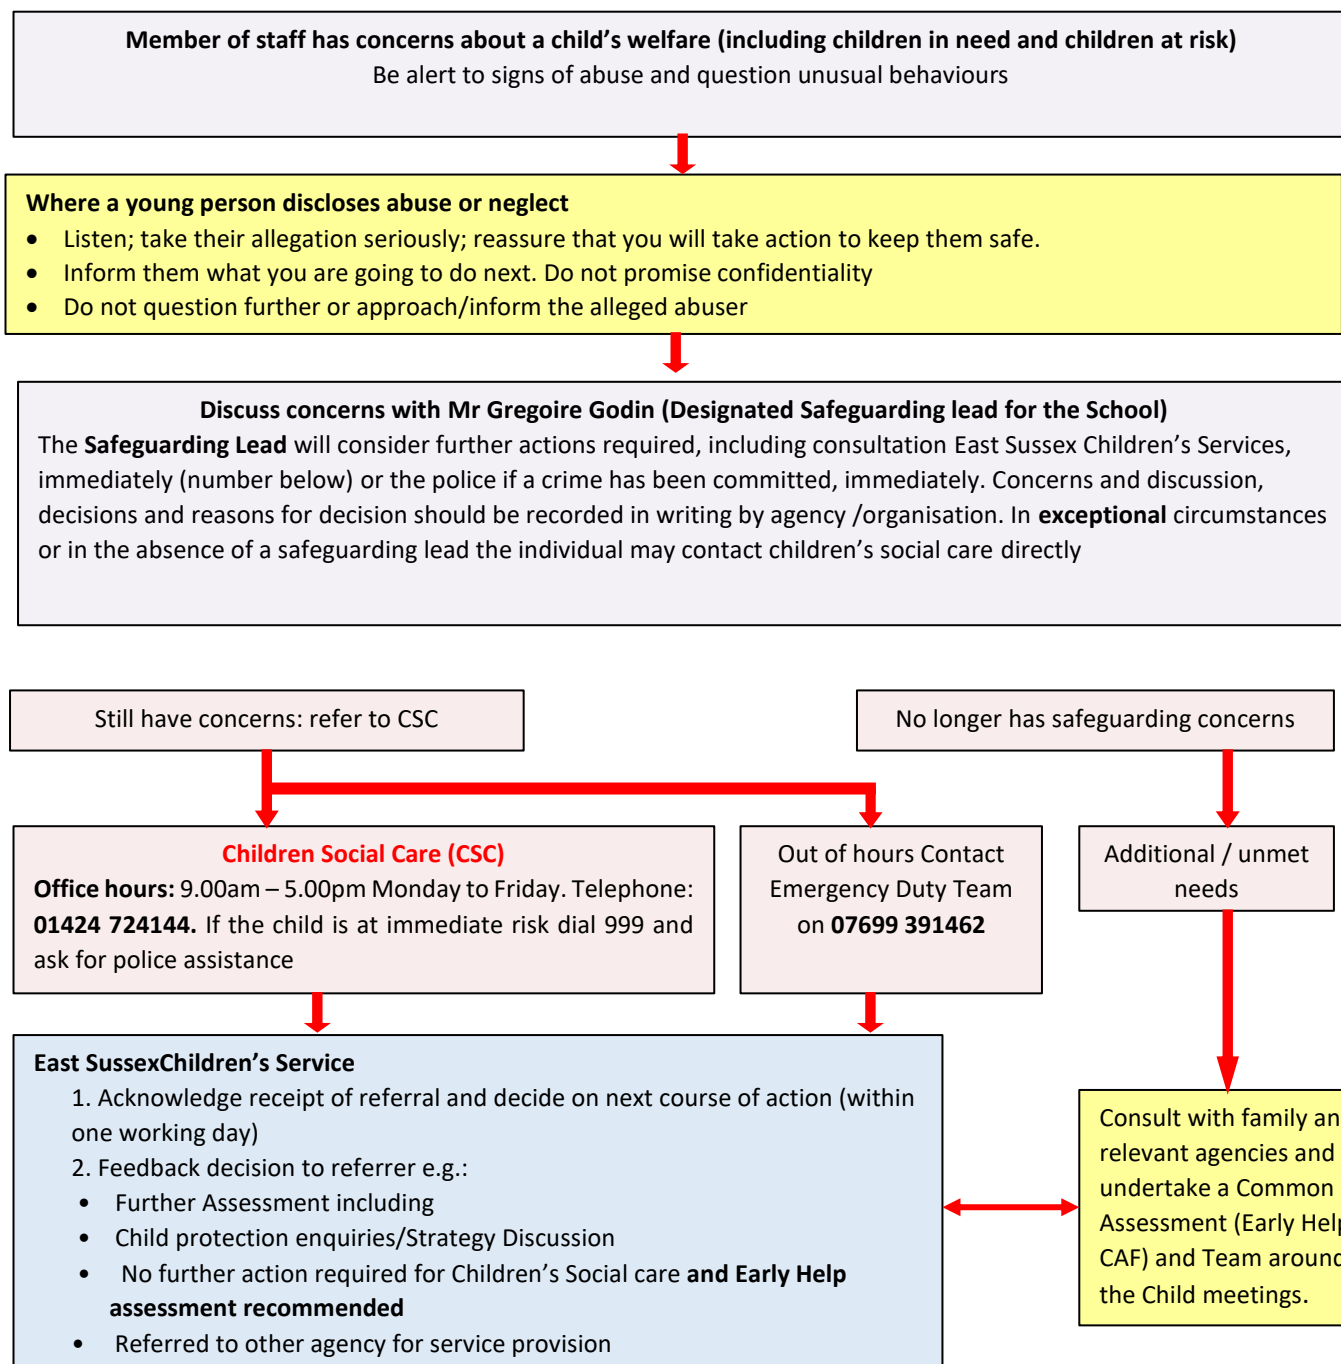 Member of staff has concerns about a child’s welfare (including children in need and children at risk)
Be alert to signs of abuse and question unusual behaviours
Where a young person discloses abuse or neglect
• Listen; take their allegation seriously; reassure that you will take action to keep them safe.
• Inform them what you are going to do next. Do not promise confidentiality
• Do not question further or approach/inform the alleged abuser
Discuss concerns with Mr Gregoire Godin (Designated Safeguarding lead for the School)
The Safeguarding Lead will consider further actions required, including consultation East Sussex Children’s Services,
immediately (number below) or the police if a crime has been committed, immediately. Concerns and discussion,
decisions and reasons for decision should be recorded in writing by agency /organisation. In exceptional circumstances
or in the absence of a safeguarding lead the individual may contact children’s social care directly
Still have concerns: refer to CSC
No longer has safeguarding concerns
Children Social Care (CSC)
Office hours: 9.00am – 5.00pm Monday to Friday. Telephone:
01424 724144. If the child is at immediate risk dial 999 and
ask for police assistance
Out of hours Contact
Emergency Duty Team
on 07699 391462
Additional / unmet
needs
East SussexChildren’s Service
1. Acknowledge receipt of referral and decide on next course of action (within
one working day)
2. Feedback decision to referrer e.g.:
• Further Assessment including
• Child protection enquiries/Strategy Discussion
• No further action required for Children’s Social care and Early Help
assessment recommended
• Referred to other agency for service provision
Consult with family an
relevant agencies and
undertake a Common
Assessment (Early Help
CAF) and Team around
the Child meetings.